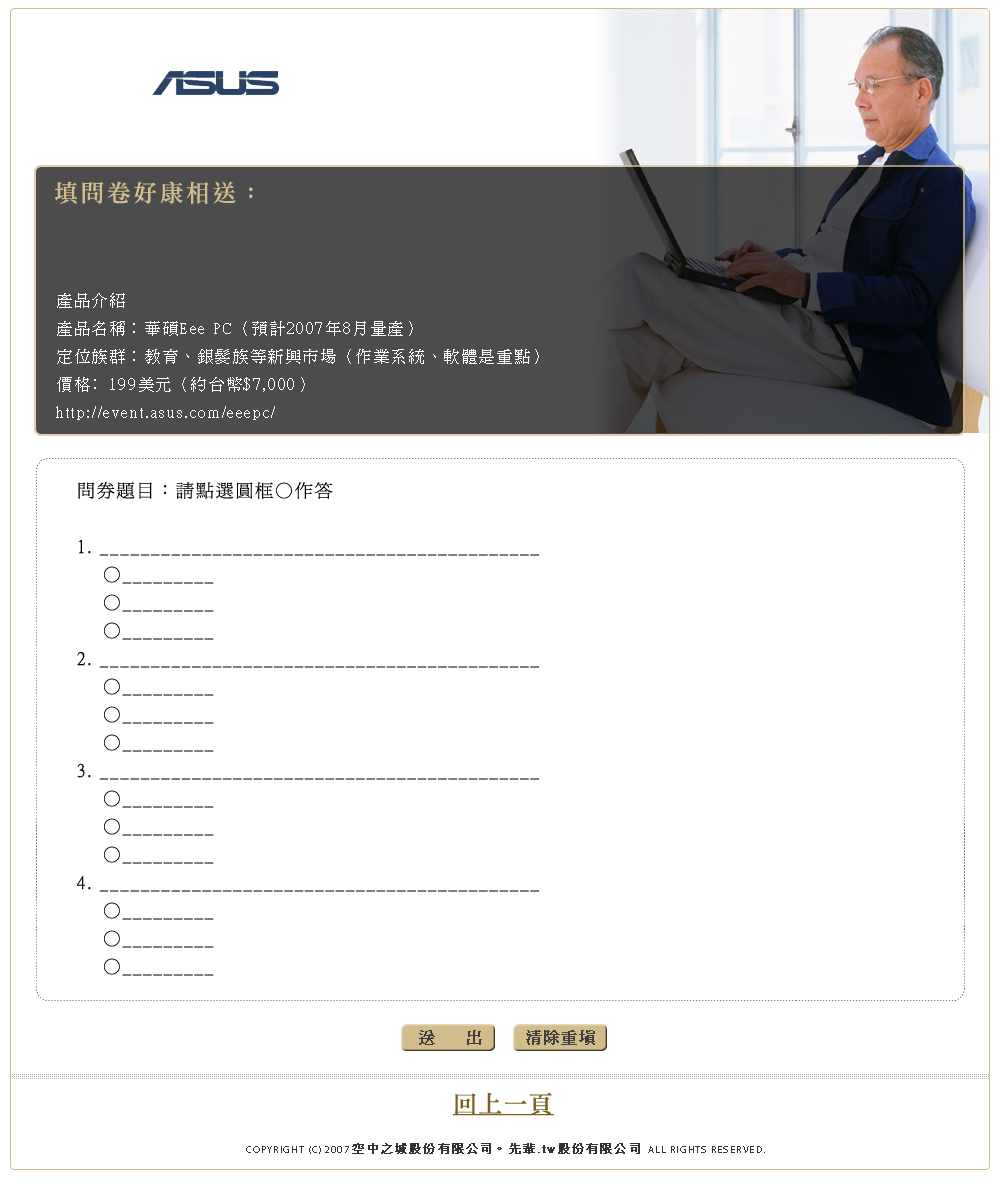 ASUS
填問卷好康相送：
產品介紹
產品名稱：華碩Eee PC（預計2007年8月量產）
定位族群：教育、銀髮族等新興市場（作業系統、軟體是重點）
價格: 199美元（約台幣$7,000）
http://event.asus.com/eeepc/
問券題目：請點選圓框○作答
1. ___________________________________________
○_________
○_________
○_________
2. ___________________________________________
○_________
○_________
○_________
3. ___________________________________________
○_________
○_________
○_________
4. ___________________________________________
○_________
○_________
○_________
送　出　清除重填
回上一頁
COPYRIGHT (C) 2007 空中之城股份有限公司。先輩.tw股份有限公司 ALL RIGHTS RESERVED.